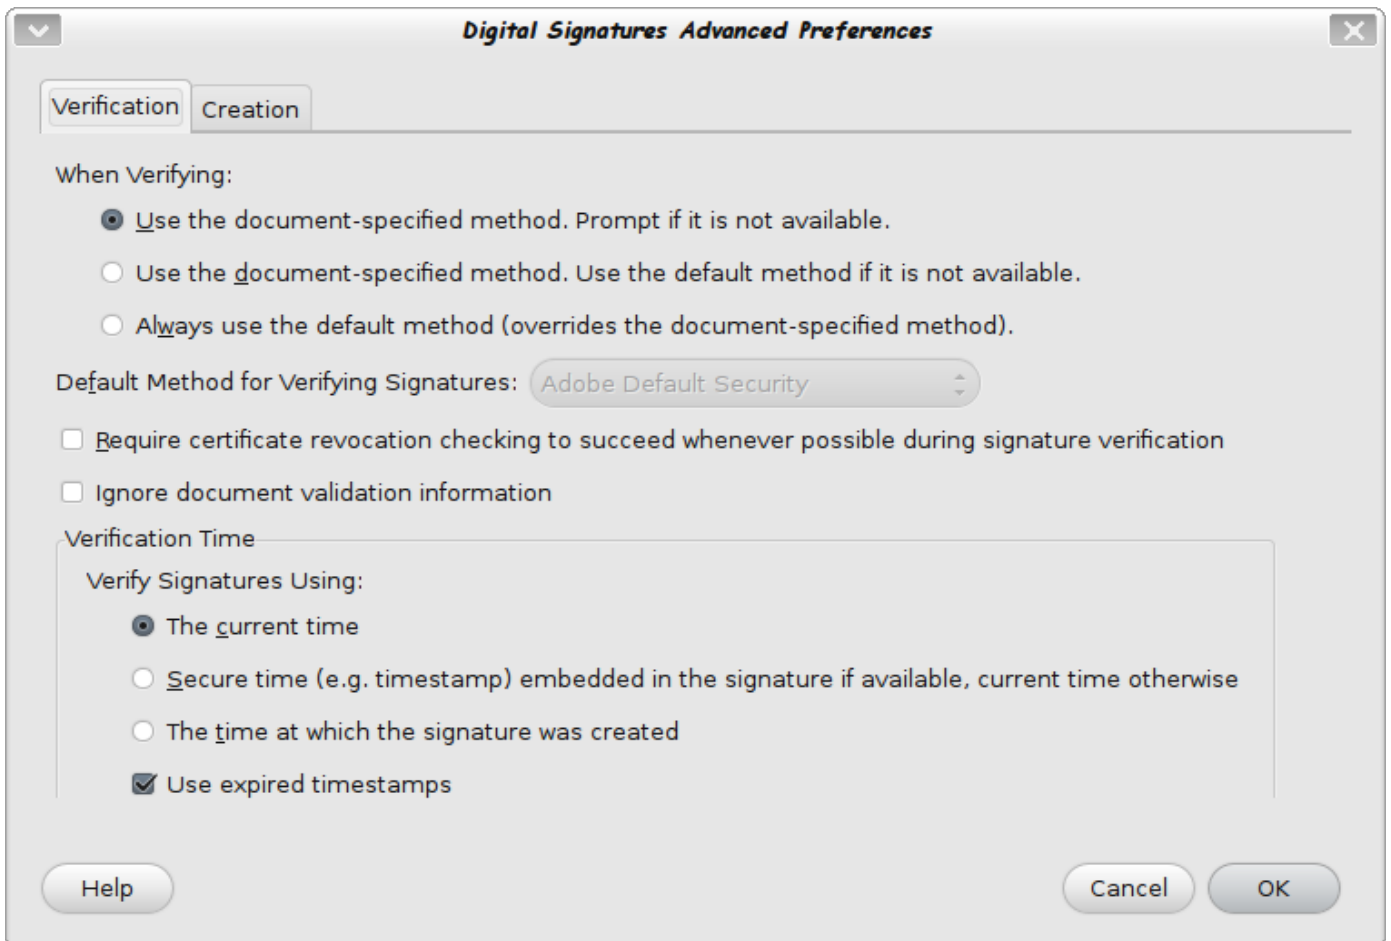 Digital Signatures Advanced Preferences
Verification
Creation
When Verifying:
Use the document-specified method. Prompt if it is not available.
Use the document-specified method. Use the default method if it is not available.
Always use the default method (overrides the document-specified method).
Default Method for Verifying Signatures: Adobe Default Security
Require certificate revocation checking to succeed whenever possible during signature verification
Ignore document validation information
Verification Time
Verify Signatures Using:
The current time
Secure time (e.g. timestamp) embedded in the signature if available, current time otherwise
The time at which the signature was created
Use expired timestamps
Help
Cancel
OK